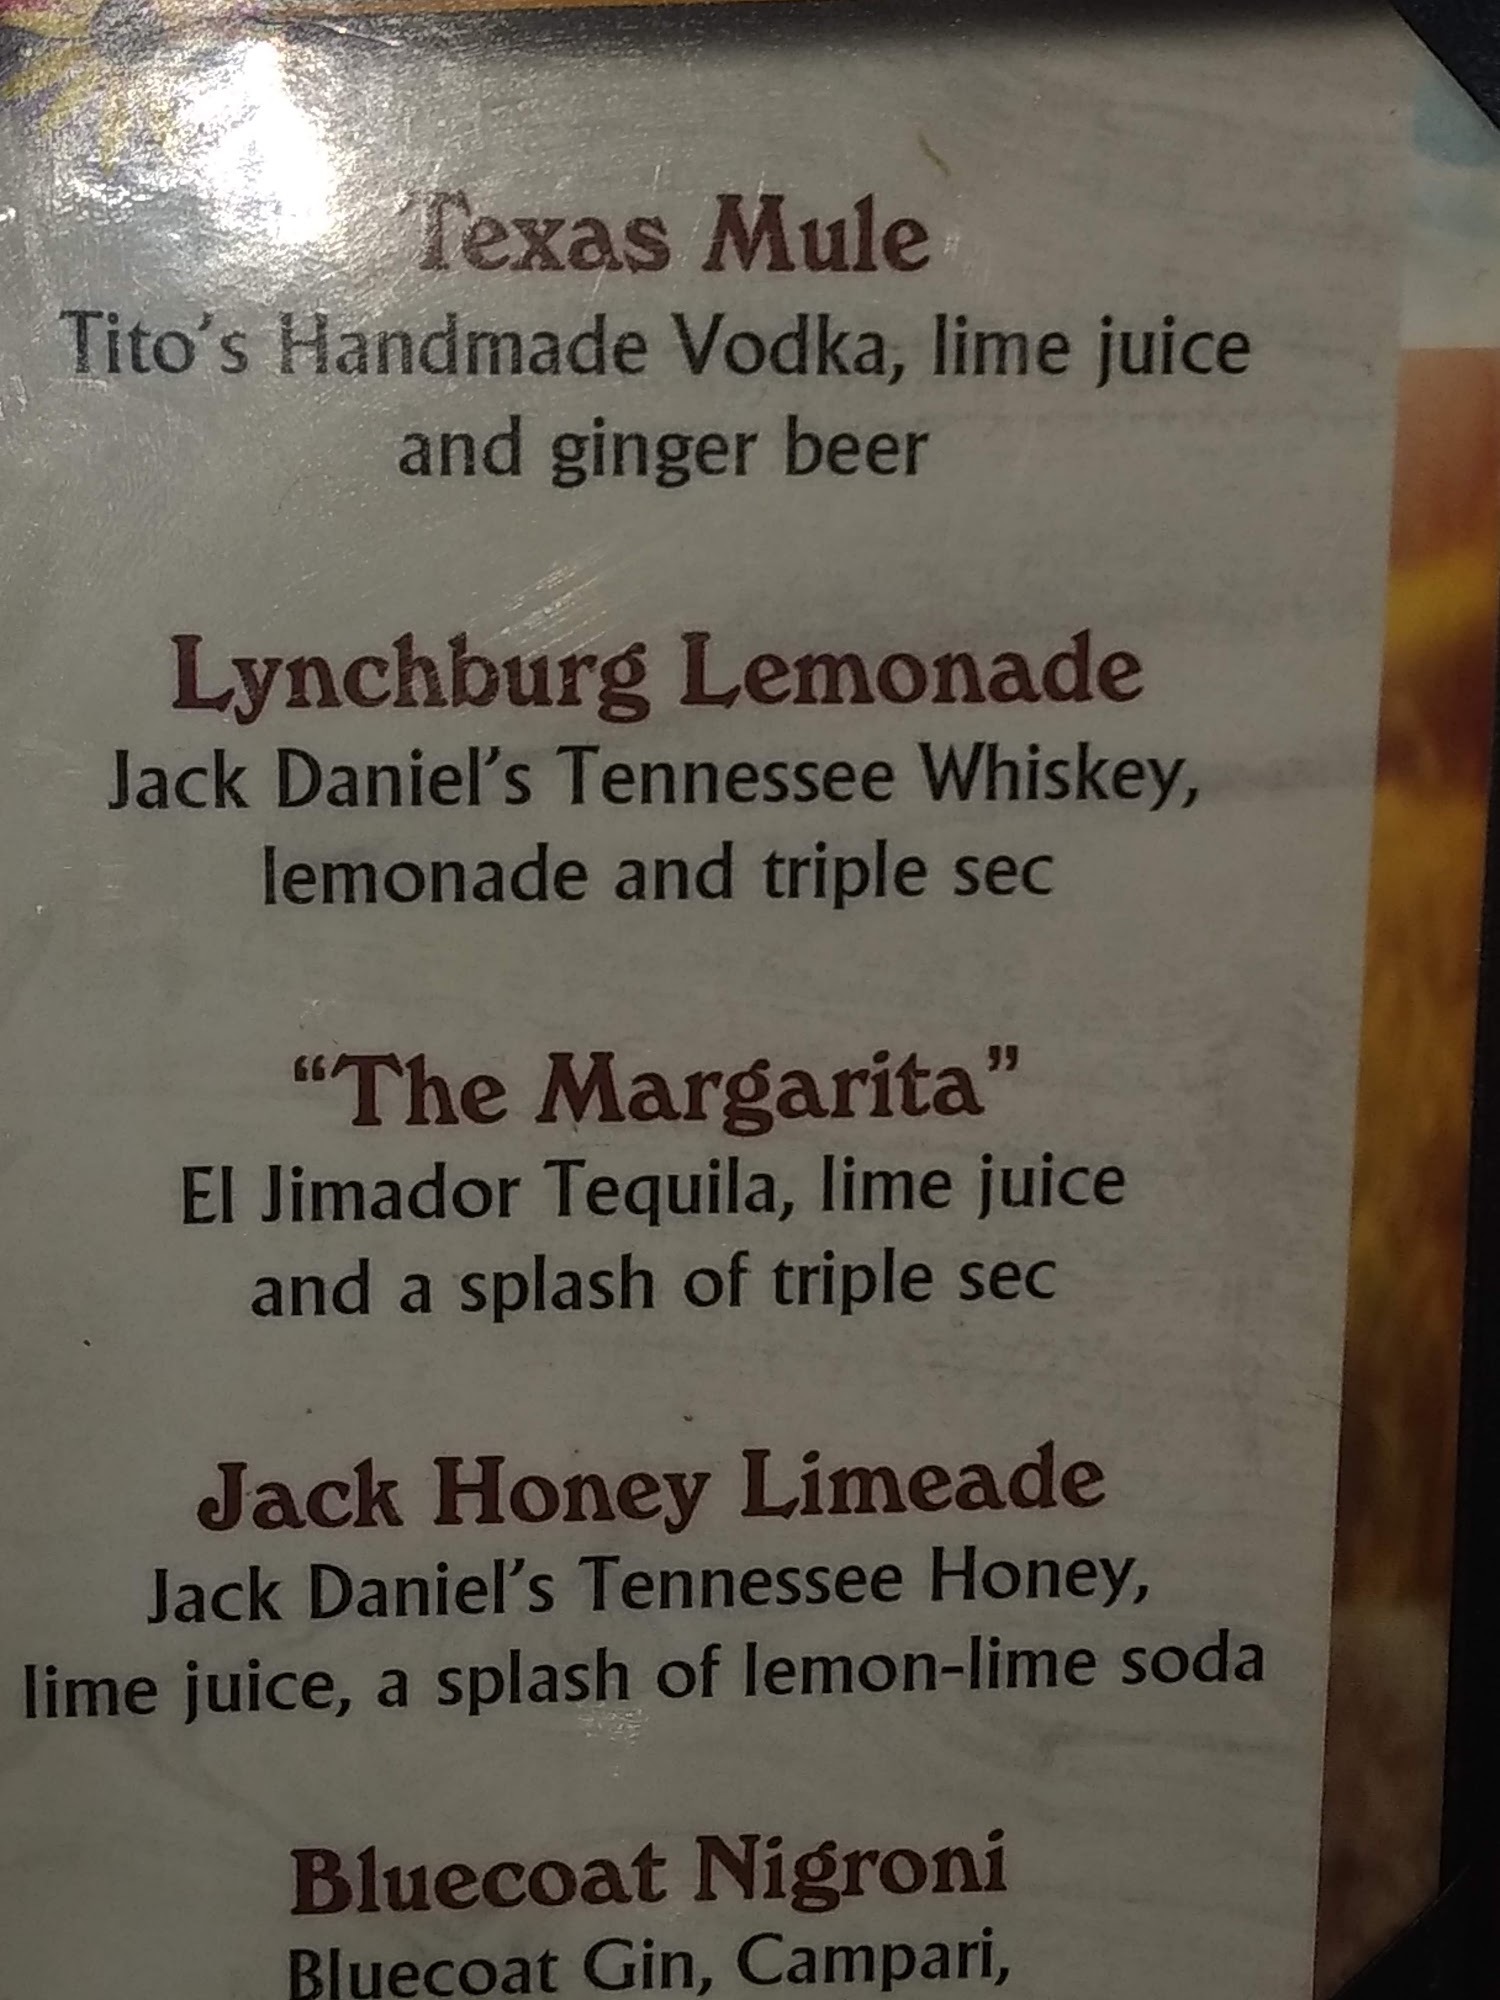 Texas Mule
Tito's Handmade Vodka, lime juice
and ginger beer
Lynchburg Lemonade
Jack Daniel's Tennessee Whiskey,
lemonade and triple sec
“The Margarita”
El Jimador Tequila, lime juice
and a splash of triple sec
Jack Honey Limeade
Jack Daniel's Tennessee Honey,
lime juice, a splash of lemon-lime soda
Bluecoat Nigroni
Bluecoat Gin, Campari,